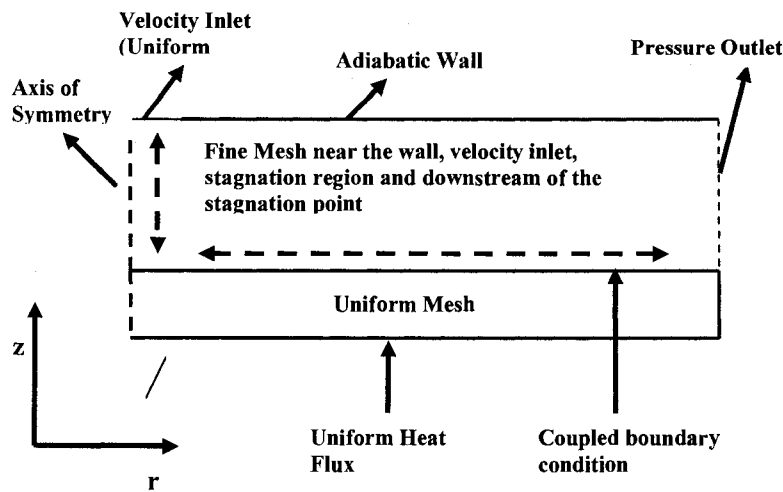 Velocity Inlet
(Uniform
Adiabatic Wall
Pressure Outlet
Axis of
Symmetry
Fine Mesh near the wall, velocity inlet,
stagnation region and downstream of the
stagnation point
Uniform Mesh
z
r
Uniform Heat
Flux
Coupled boundary
condition